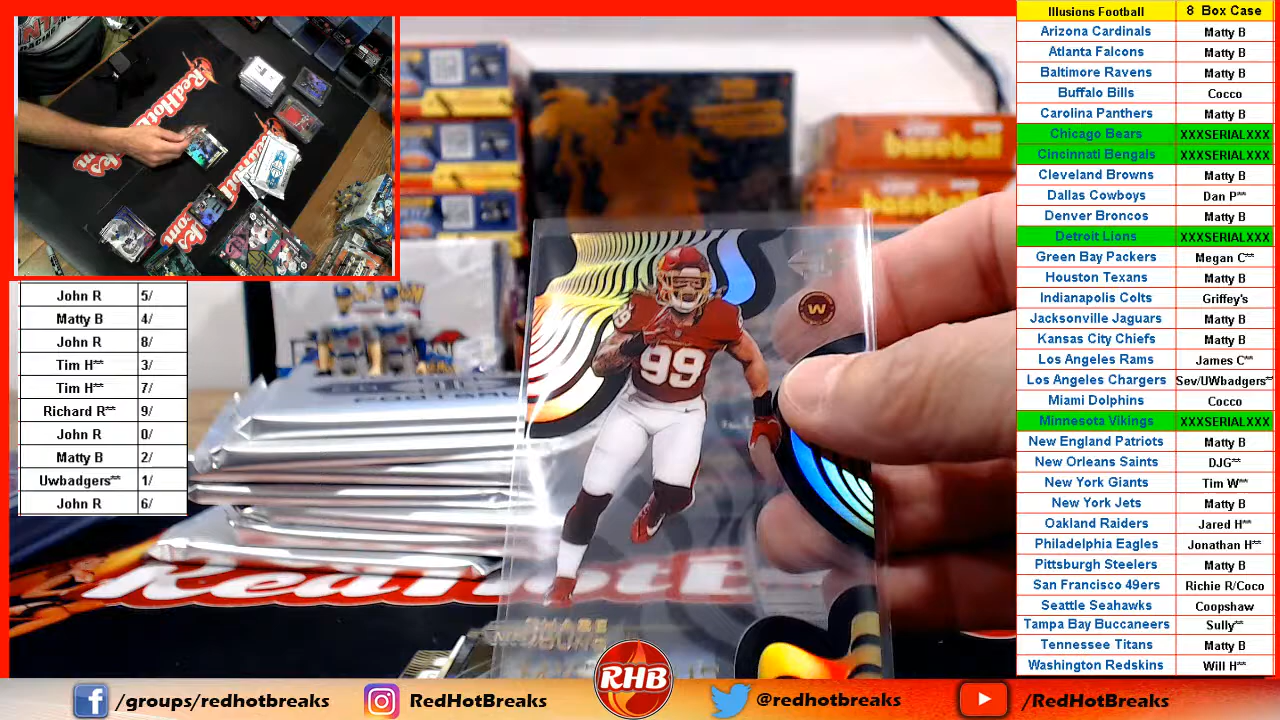 Illusions Football 8 Box Case
Arizona Cardinals Matty B
Atlanta Falcons Matty B
Baltimore Ravens Matty B
Buffalo Bills Cocco
Carolina Panthers Matty B
Chicago Bears XXXSERIALXXX
Cincinnati Bengals XXXSERIALXXX
Cleveland Browns Matty B
Dallas Cowboys Dan P**
Denver Broncos Matty B
Detroit Lions XXXSERIALXXX
Green Bay Packers Megan C**
Houston Texans Matty B
Indianapolis Colts Griffey's
Jacksonville Jaguars Matty B
Kansas City Chiefs Matty B
Los Angeles Rams James C**
Los Angeles Chargers Sev/UWbadgers**
Miami Dolphins Cocco
Minnesota Vikings XXXSERIALXXX
New England Patriots Matty B
New Orleans Saints DJG**
New York Giants Tim W**
New York Jets Matty B
Oakland Raiders Jared H**
Philadelphia Eagles Jonathan H**
Pittsburgh Steelers Matty B
San Francisco 49ers Richie R/Coco
Seattle Seahawks Coopshaw
Tampa Bay Buccaneers Sully**
Tennessee Titans Matty B
Washington Redskins Will H**
John R 5/
Matty B 4/
John R 8/
Tim H** 3/
Tim H** 7/
Richard R** 9/
John R 0/
Matty B 2/
Uwbadgers** 1/
John R 6/
baseball
baseball
W
99
99
CHASE
YOUNG
RedHotB
RHB
/groups/redhotbreaks
RedHotBreaks
@redhotbreaks
/RedHotBreaks